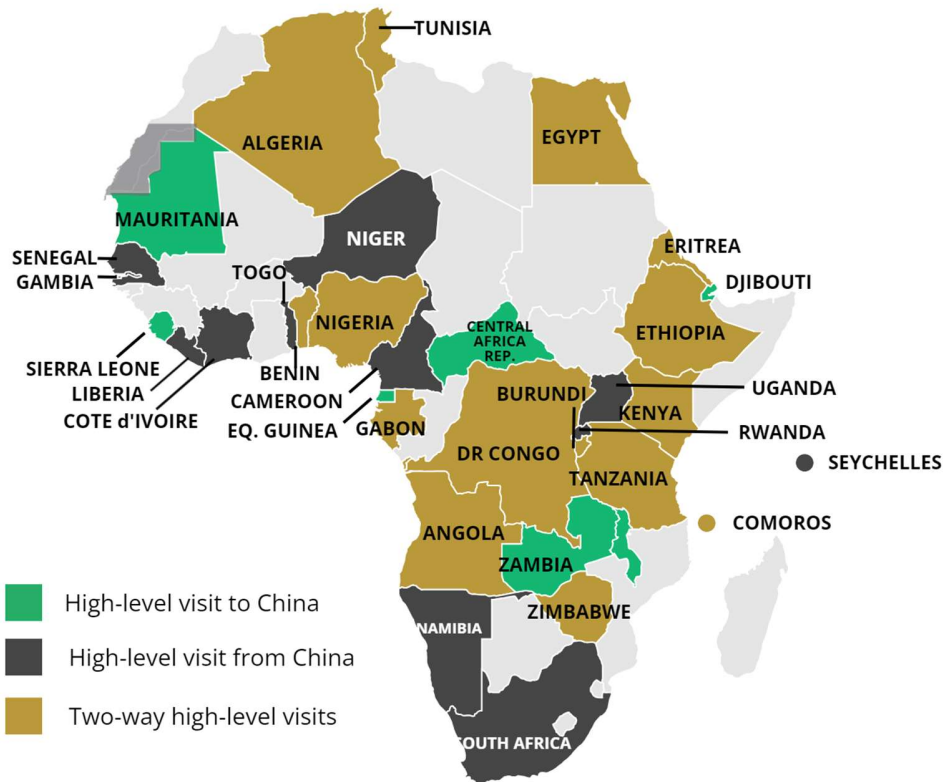 TUNISIA
ALGERIA
EGYPT
MAURITANIA
NIGER
SENEGAL
GAMBIA
TOGO
ERITREA
DJIBOUTI
NIGERIA
CENTRAL
AFRICA
REP.
ETHIOPIA
SIERRA LEONE
LIBERIA
COTE d'IVOIRE
BENIN
CAMEROON
EQ. GUINEA
GABON
BURUNDI
UGANDA
KENYA
RWANDA
DR CONGO
SEYCHELLES
TANZANIA
COMOROS
ANGOLA
ZAMBIA
ZIMBABWE
NAMIBIA
SOUTH AFRICA
High-level visit to China
High-level visit from China
Two-way high-level visits